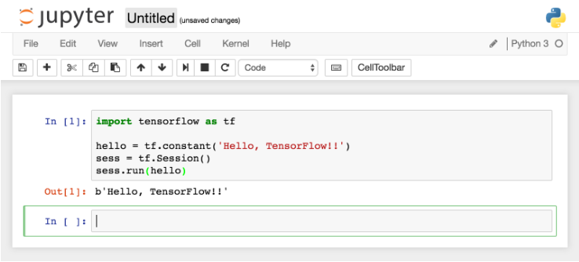 jupyter Untitled (unsaved changes)
File Edit View Insert Cell Kernel Help Python 3
Code CellToolbar
In [1]: import tensorflow as tf
hello = tf.constant('Hello, TensorFlow!!')
sess = tf.Session()
sess.run(hello)
Out[1]: b'Hello, TensorFlow!!'
In [ ]: